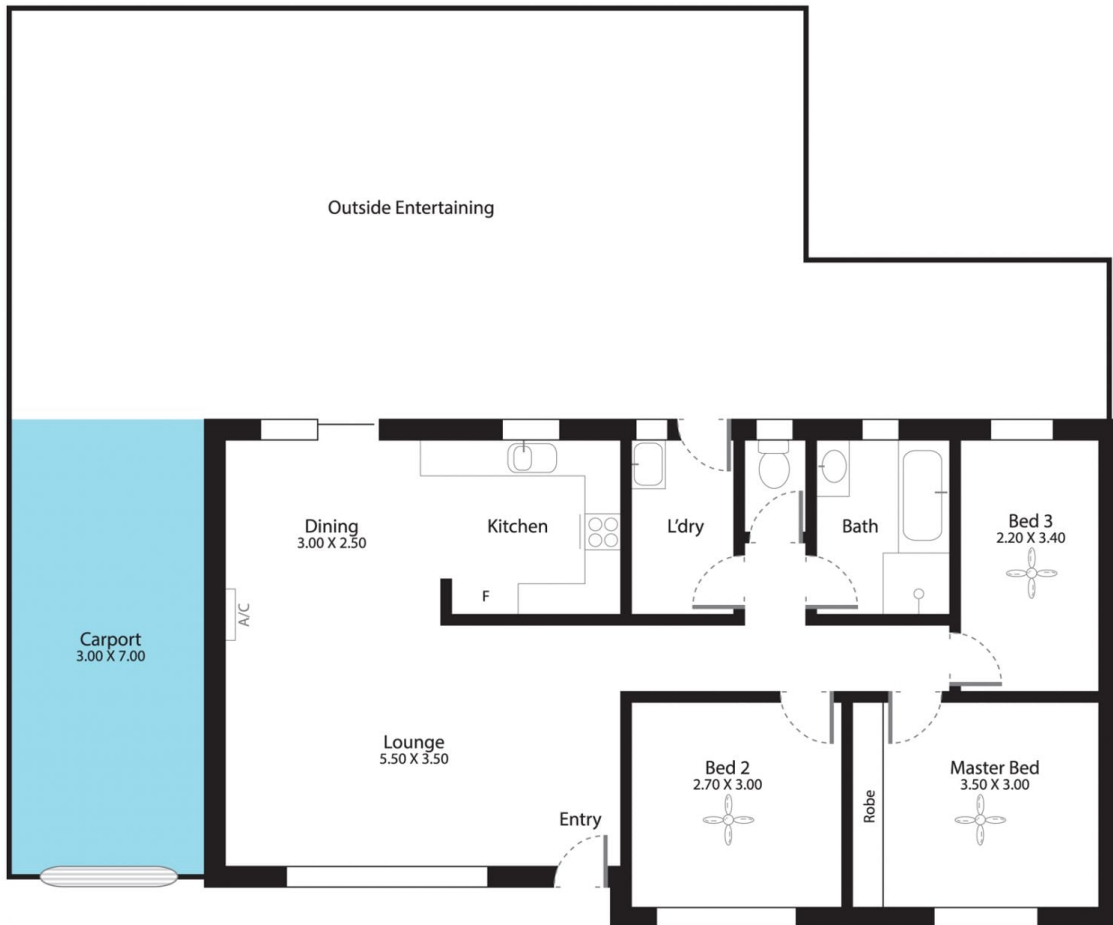 Outside Entertaining
Dining
3.00 X 2.50
Kitchen
F
L'dry
Bath
Bed 3
2.20 X 3.40
A/C
Carport
3.00 X 7.00
Lounge
5.50 X 3.50
Entry
Bed 2
2.70 X 3.00
Robe
Master Bed
3.50 X 3.00